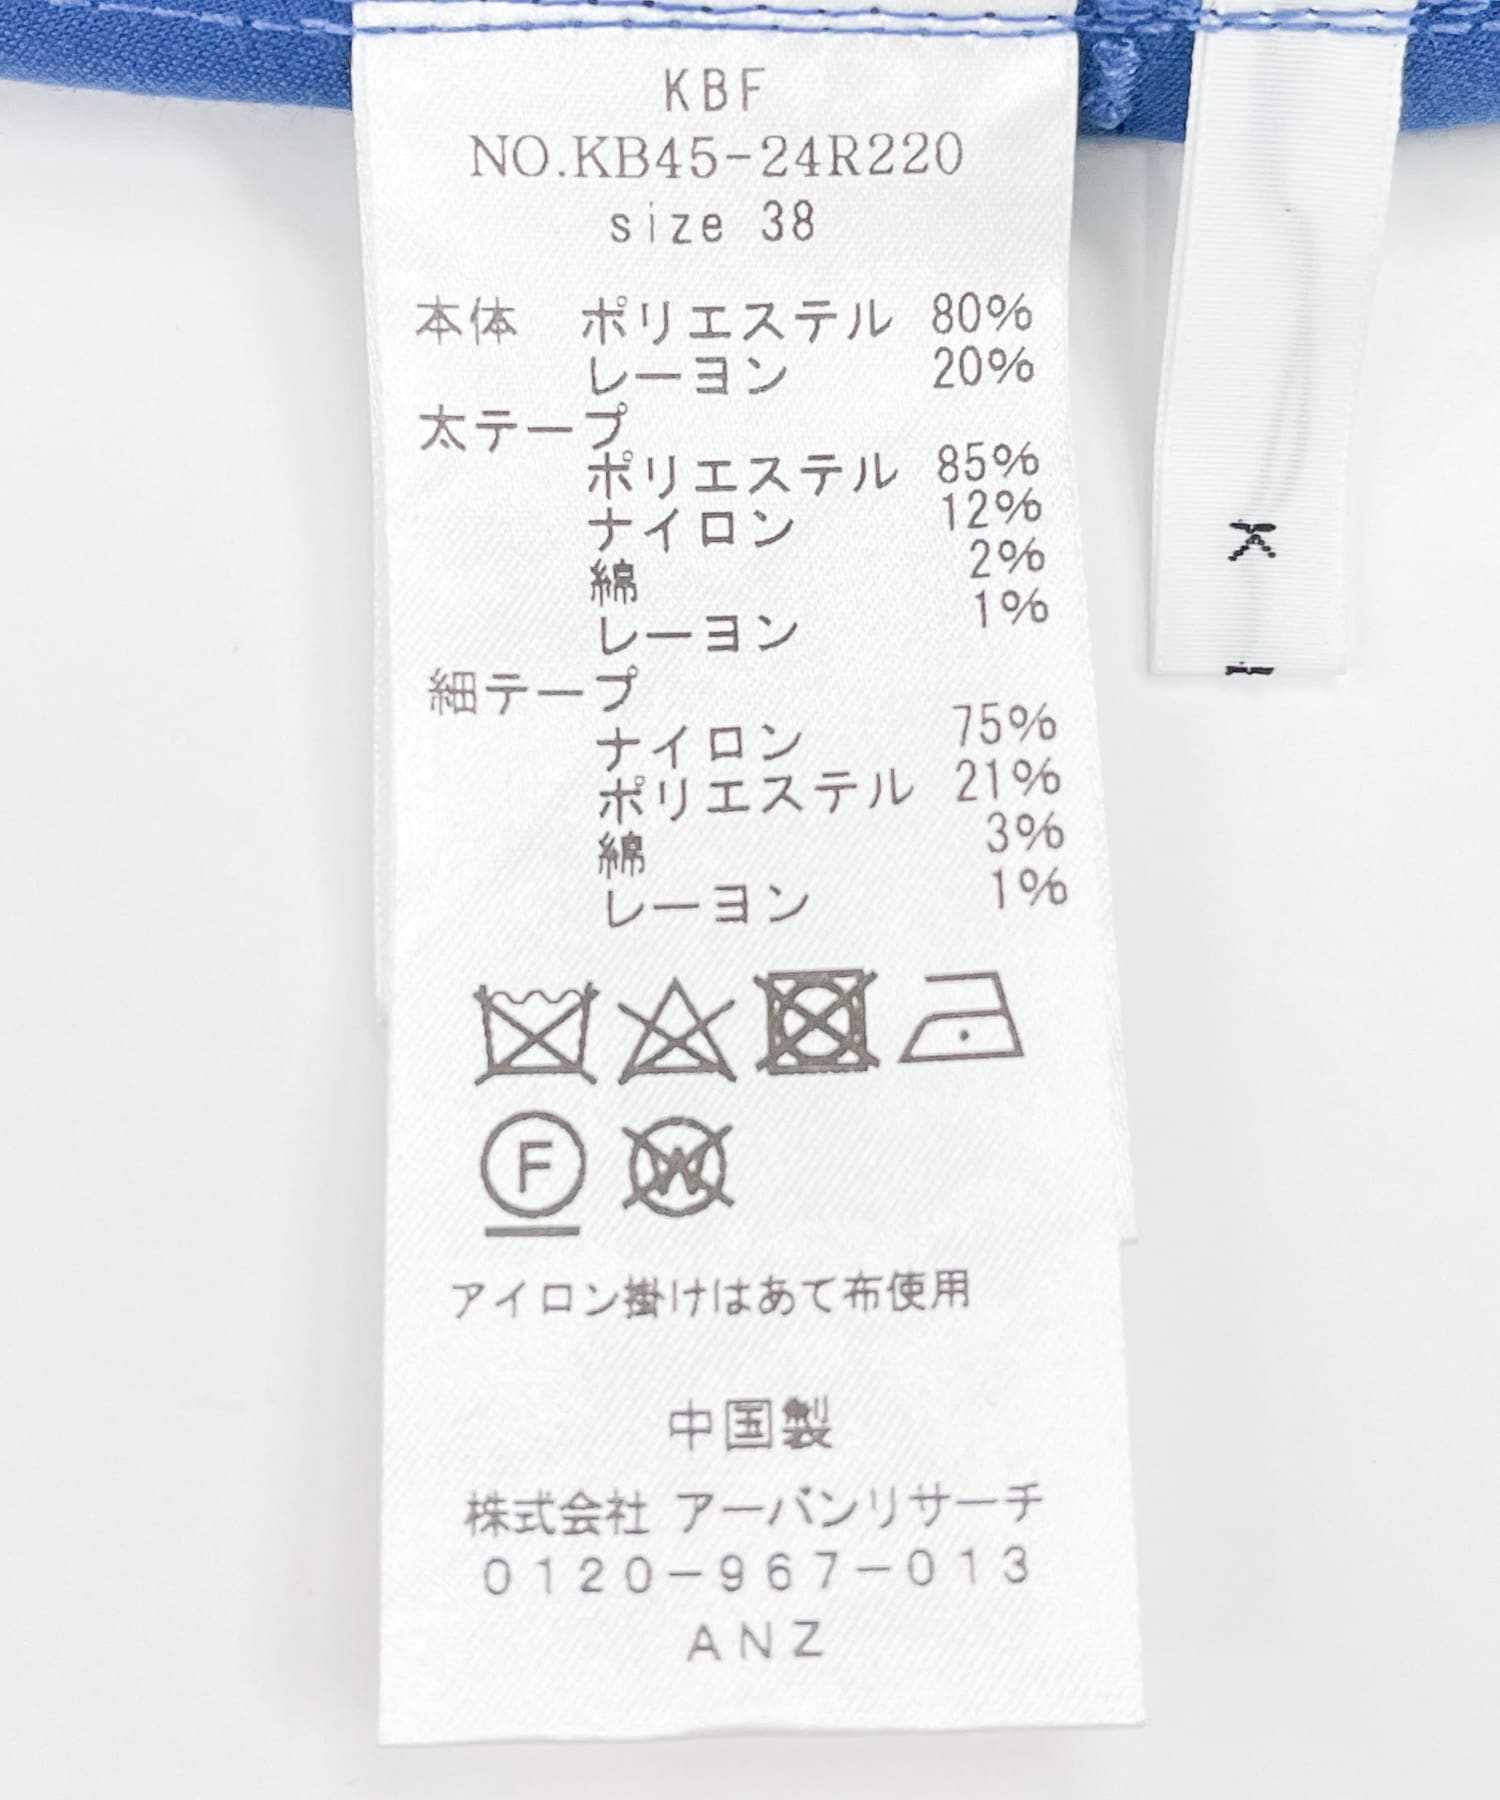 KBF
NO.KB45-24R220
size 38
本体 ポリエステル 80%
レーヨン 20%
太テープ
ポリエステル 85%
ナイロン 12%
綿 2%
レーヨン 1%
細テープ
ナイロン 75%
ポリエステル 21%
綿 3%
レーヨン 1%
F
W
アイロン掛けはあて布使用
中国製
株式会社 アーバンリサーチ
0120-967-013
ANZ
K